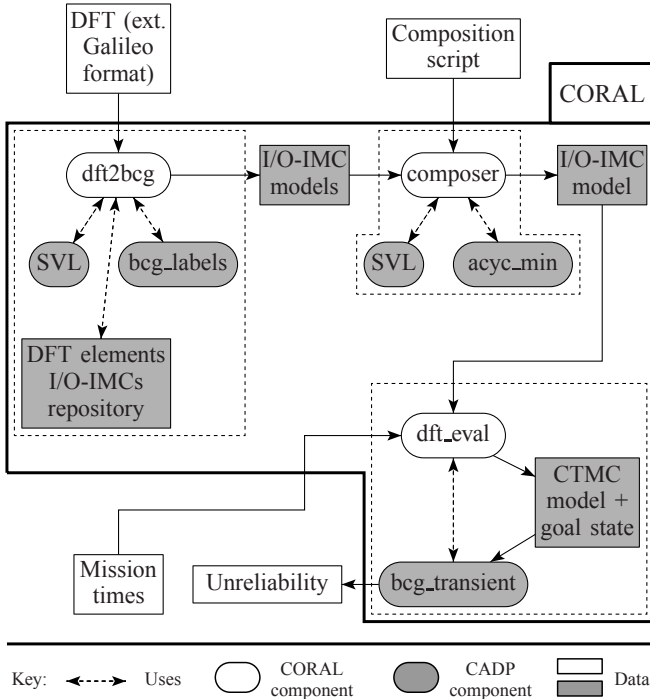 DFT (ext.
Galileo
format)
Composition
script
CORAL
dft2bcg
I/O-IMC
models
composer
I/O-IMC
model
SVL
bcg_labels
SVL
acyc_min
DFT elements
I/O-IMCs
repository
dft_eval
CTMC
model +
goal state
Mission
times
Unreliability
bcg_transient
Key:
Uses
CORAL
component
CADP
component
Data